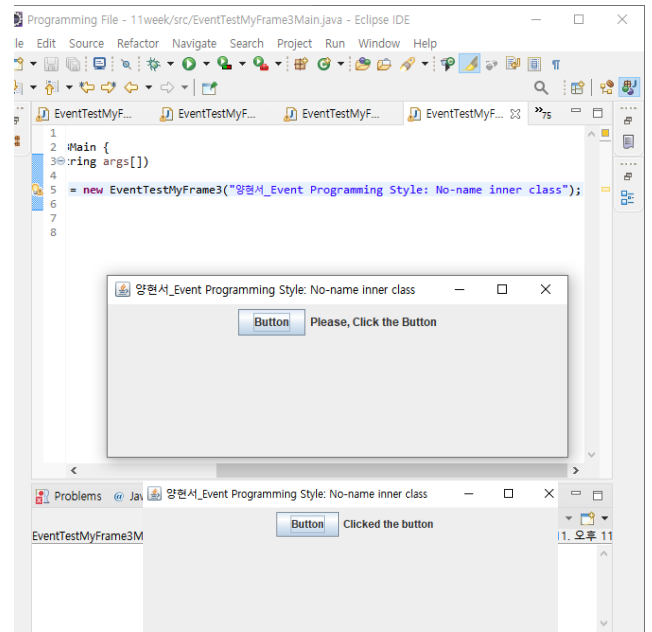 Programming File - 11week/src/EventTestMyFrame3Main.java - Eclipse IDE
le Edit Source Refactor Navigate Search Project Run Window Help
EventTestMyF... EventTestMyF... EventTestMyF... EventTestMyF... 75
1
2 Main {
3 ring args[])
4
5 = new EventTestMyFrame3("양현서_Event Programming Style: No-name inner class");
6
7
8
양현서_Event Programming Style: No-name inner class
Button Please, Click the Button
Problems @ Jav 양현서_Event Programming Style: No-name inner class
Button Clicked the button
EventTestMyFrame3M 1. 오후 11